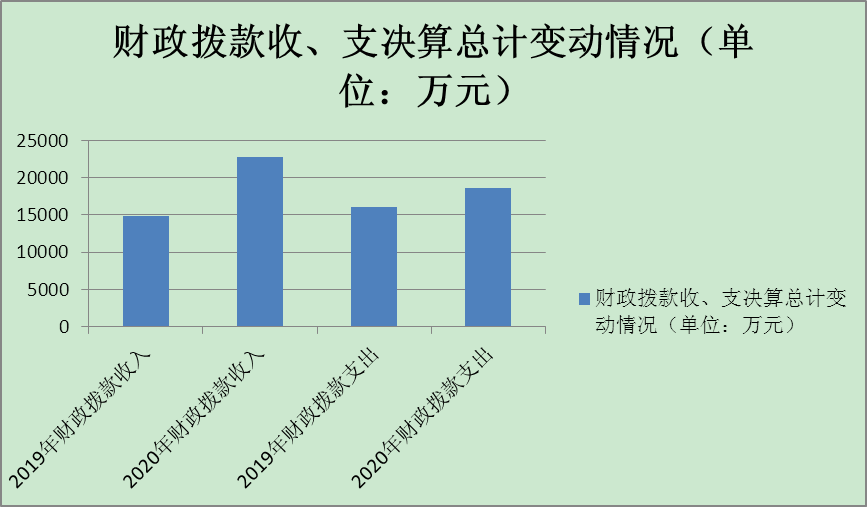 财政拨款收、支决算总计变动情况（单
位：万元）
25000
20000
15000
10000
5000
0
2019年财政拨款收入
2020年财政拨款收入
2019年财政拨款支出
2020年财政拨款支出
财政拨款收、支决算总计变
动情况（单位：万元）